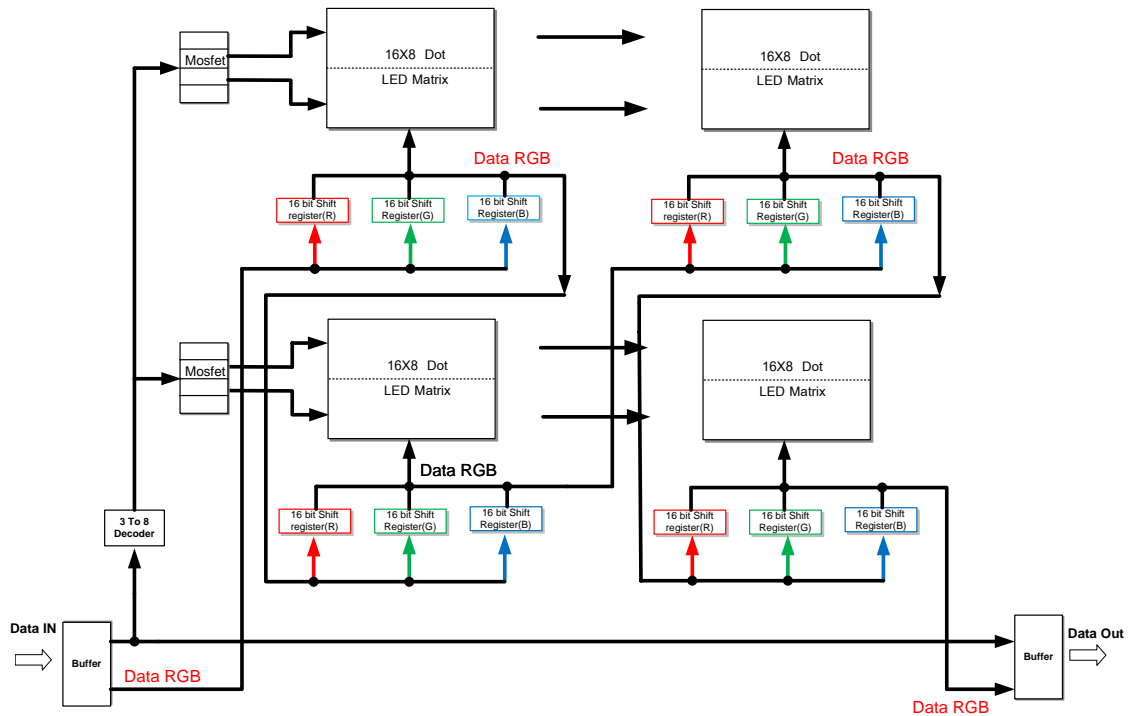 Mosfet
16X8 Dot
LED Matrix
16X8 Dot
LED Matrix
Data RGB
Data RGB
16 bit Shift
register(R)
16 bit Shift
Register(G)
16 bit Shift
Register(B)
16 bit Shift
register(R)
16 bit Shift
Register(G)
16 bit Shift
Register(B)
Mosfet
16X8 Dot
LED Matrix
16X8 Dot
LED Matrix
Data RGB
16 bit Shift
register(R)
16 bit Shift
Register(G)
16 bit Shift
Register(B)
16 bit Shift
register(R)
16 bit Shift
Register(G)
16 bit Shift
Register(B)
3 To 8
Decoder
Data IN
Buffer
Data RGB
Data Out
Buffer
Data RGB